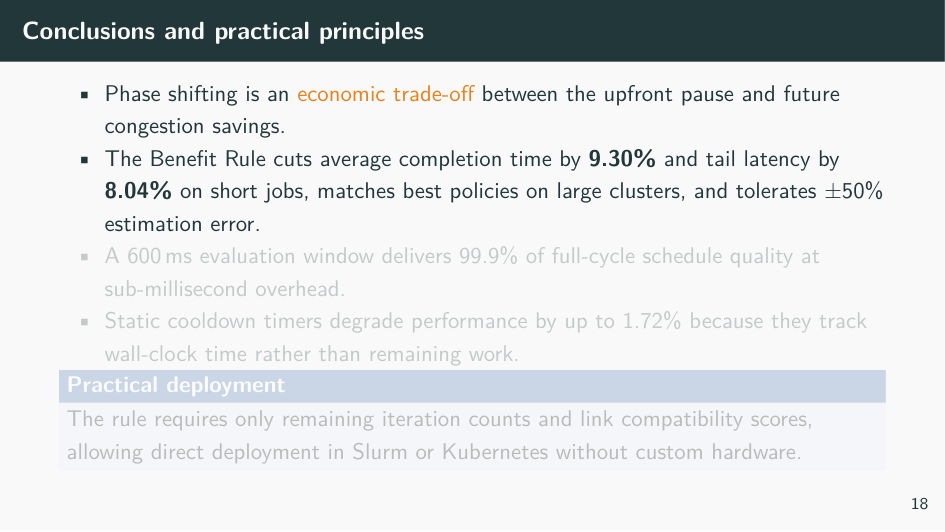 Conclusions and practical principles
▪ Phase shifting is an economic trade-off between the upfront pause and future
congestion savings.
▪ The Benefit Rule cuts average completion time by 9.30% and tail latency by
8.04% on short jobs, matches best policies on large clusters, and tolerates ±50%
estimation error.
▪ A 600 ms evaluation window delivers 99.9% of full-cycle schedule quality at
sub-millisecond overhead.
▪ Static cooldown timers degrade performance by up to 1.72% because they track
wall-clock time rather than remaining work.
Practical deployment
The rule requires only remaining iteration counts and link compatibility scores,
allowing direct deployment in Slurm or Kubernetes without custom hardware.
18